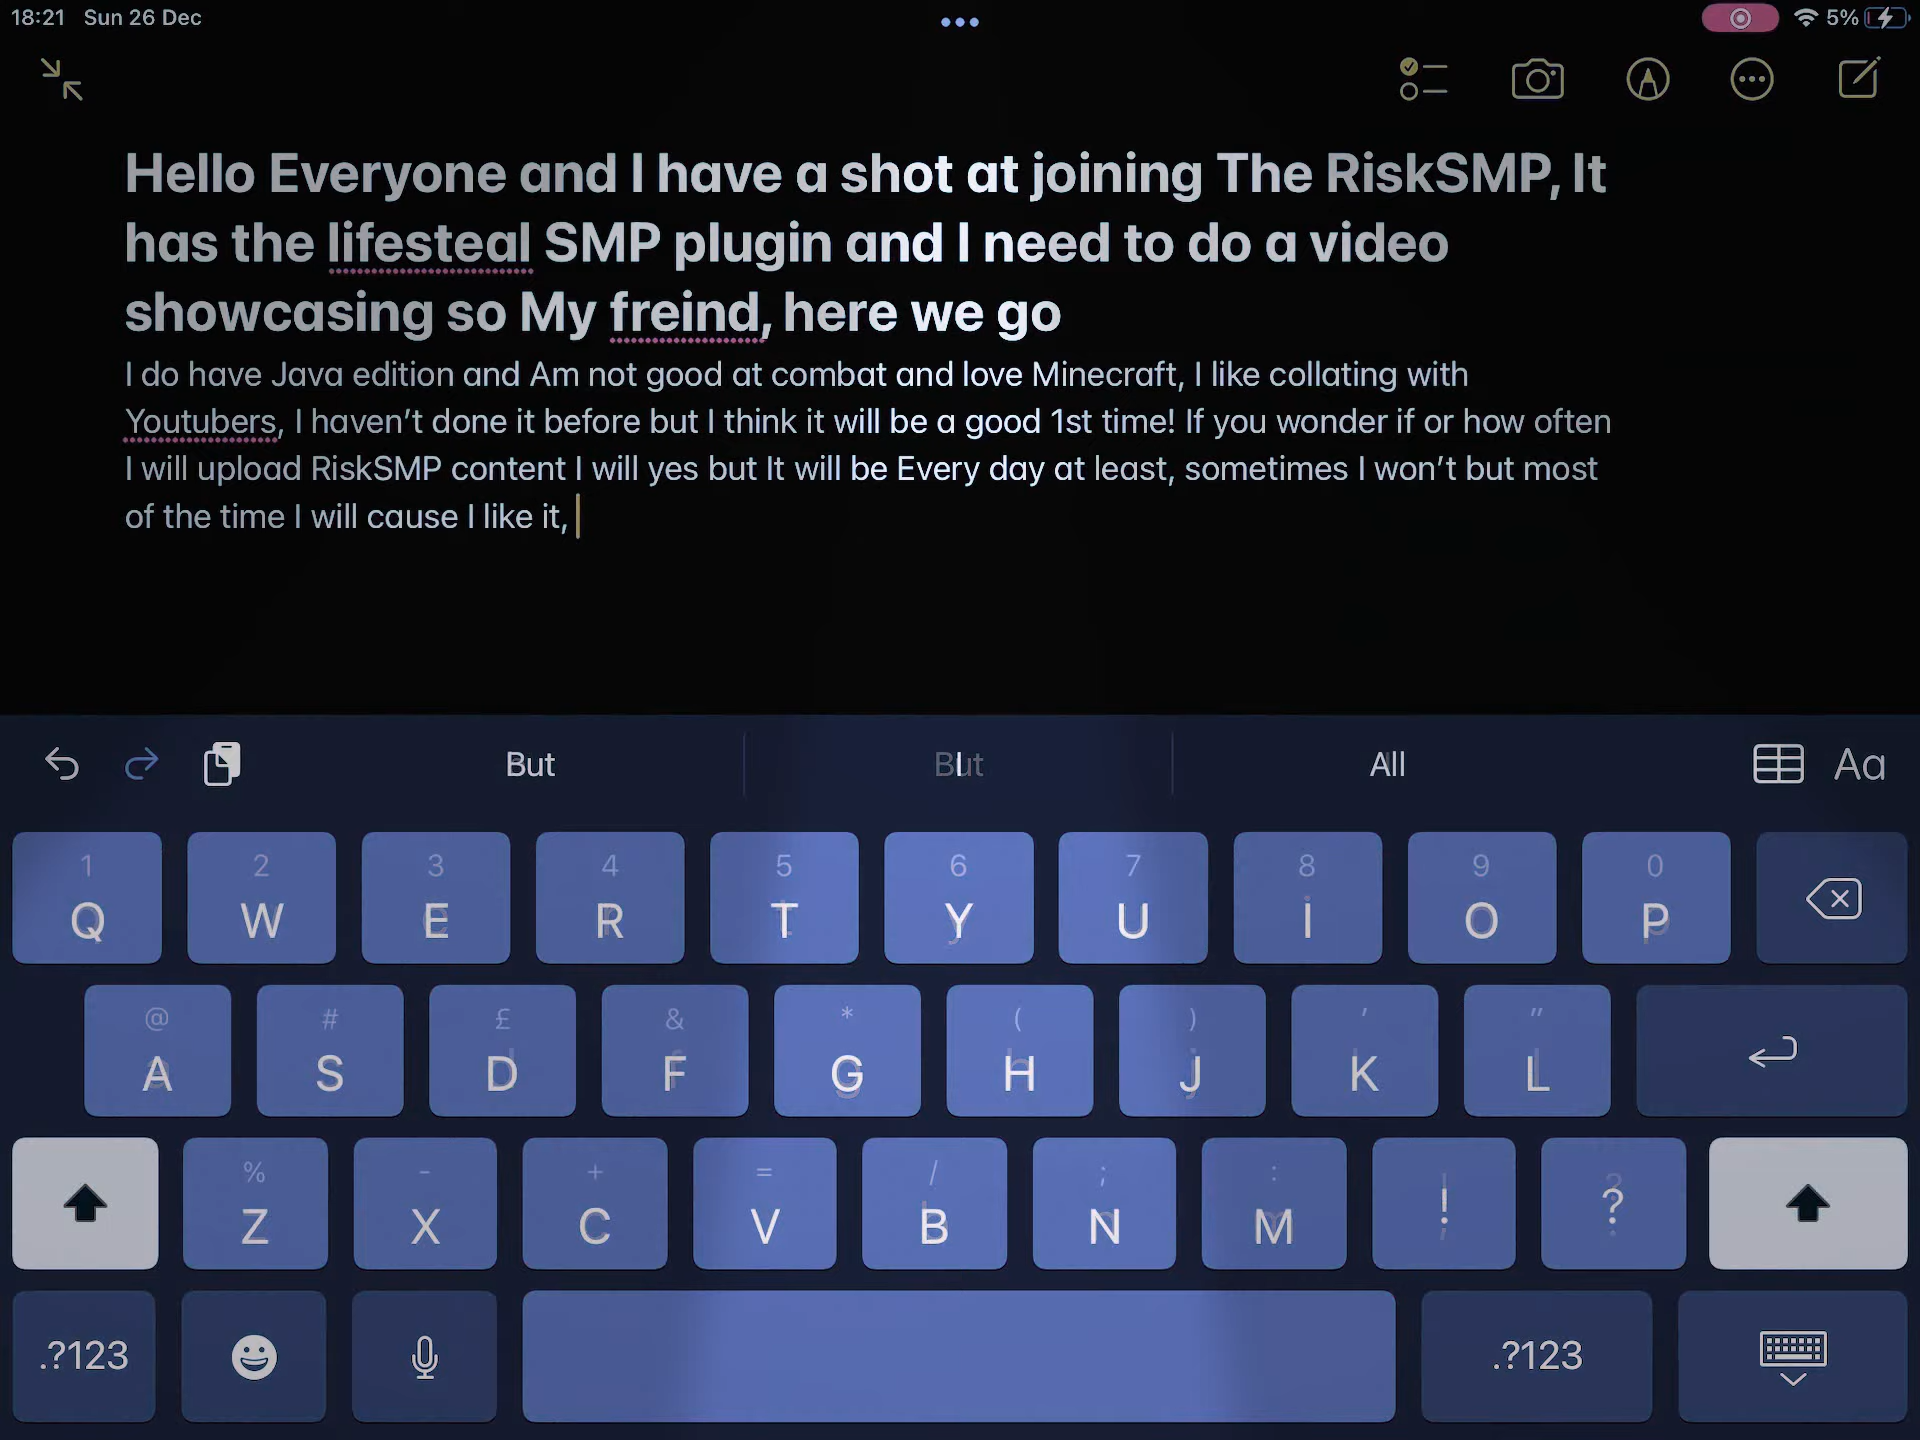 18:21 Sun 26 Dec 5%
Hello Everyone and I have a shot at joining The RiskSMP, It
has the lifesteal SMP plugin and I need to do a video
showcasing so My freind, here we go
I do have Java edition and Am not good at combat and love Minecraft, I like collating with
Youtubers, I haven’t done it before but I think it will be a good 1st time! If you wonder if or how often
I will upload RiskSMP content I will yes but It will be Every day at least, sometimes I won’t but most
of the time I will cause I like it,
But All Aa
1 2 3 4 5 6 7 8 9 0
Q W E R T Y U I O P
@ # £ & * ( ) ' "
A S D F G H J K L
% - + = / ; :
Z X C V B N M ! ?
.?123 .?123